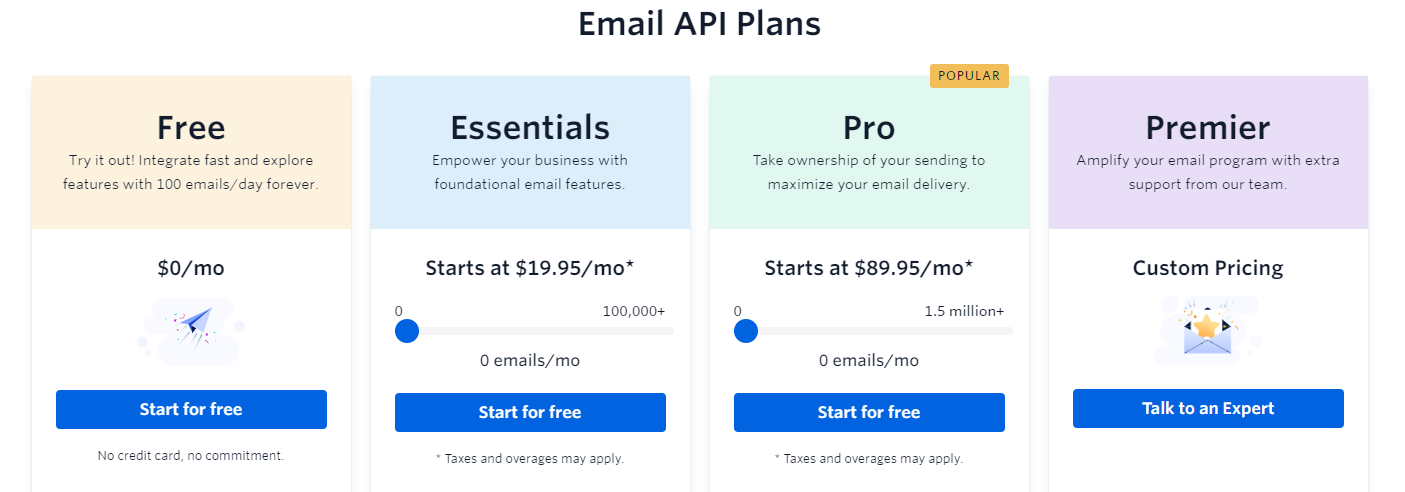 Email API Plans
Free
Try it out! Integrate fast and explore
features with 100 emails/day forever.
$0/mo
Start for free
No credit card, no commitment.
Essentials
Empower your business with
foundational email features.
Starts at $19.95/mo*
0 100,000+
0 emails/mo
Start for free
* Taxes and overages may apply.
POPULAR
Pro
Take ownership of your sending to
maximize your email delivery.
Starts at $89.95/mo*
0 1.5 million+
0 emails/mo
Start for free
* Taxes and overages may apply.
Premier
Amplify your email program with extra
support from our team.
Custom Pricing
Talk to an Expert